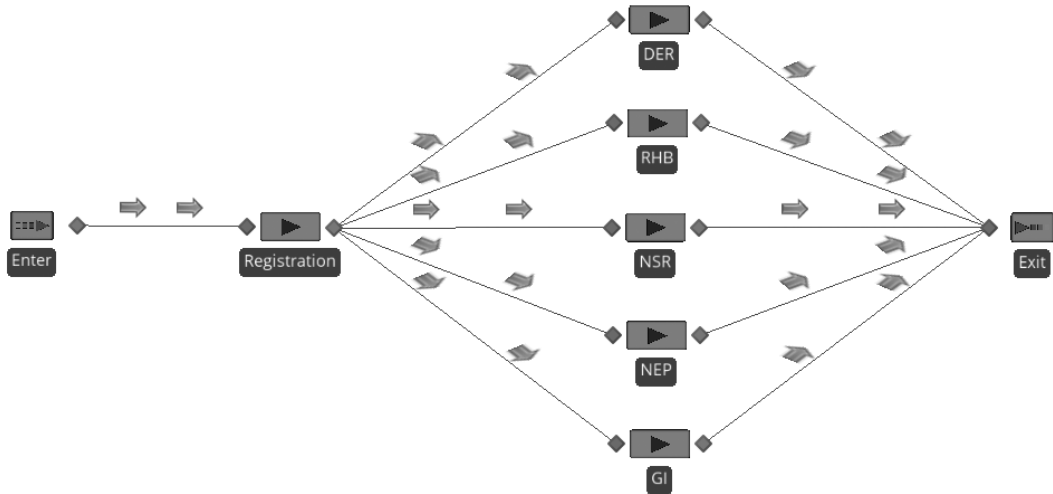 DER
RHB
Enter
Registration
NSR
Exit
NEP
GI